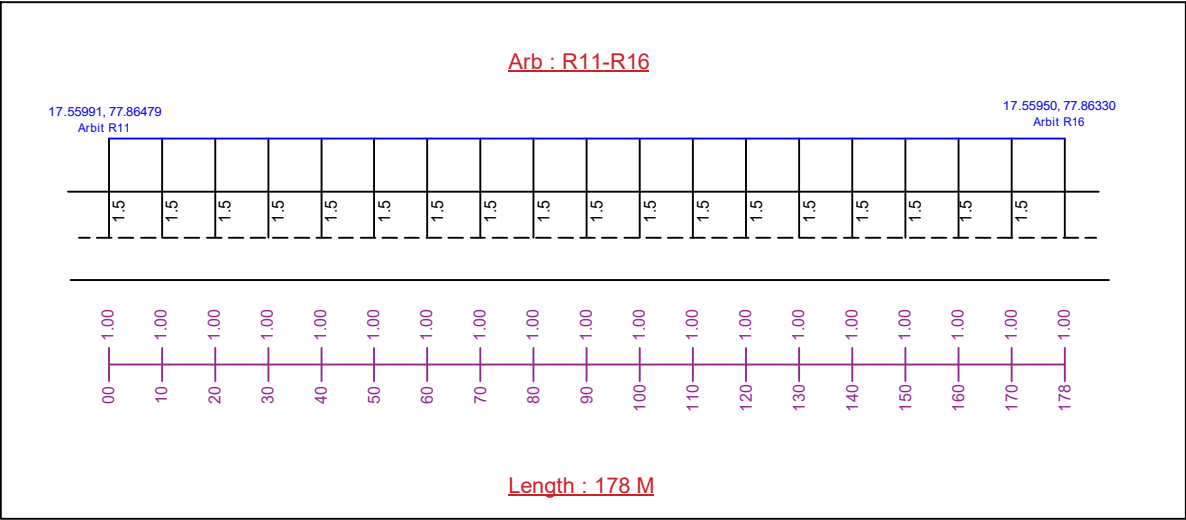 Arb : R11-R16
17.55991, 77.86479
Arbit R11
17.55950, 77.86330
Arbit R16
1.5 1.5 1.5 1.5 1.5 1.5 1.5 1.5 1.5 1.5 1.5 1.5 1.5 1.5 1.5 1.5 1.5 1.5
1.00 1.00 1.00 1.00 1.00 1.00 1.00 1.00 1.00 1.00 1.00 1.00 1.00 1.00 1.00 1.00 1.00 1.00 1.00
00 10 20 30 40 50 60 70 80 90 100 110 120 130 140 150 160 170 178
Length : 178 M